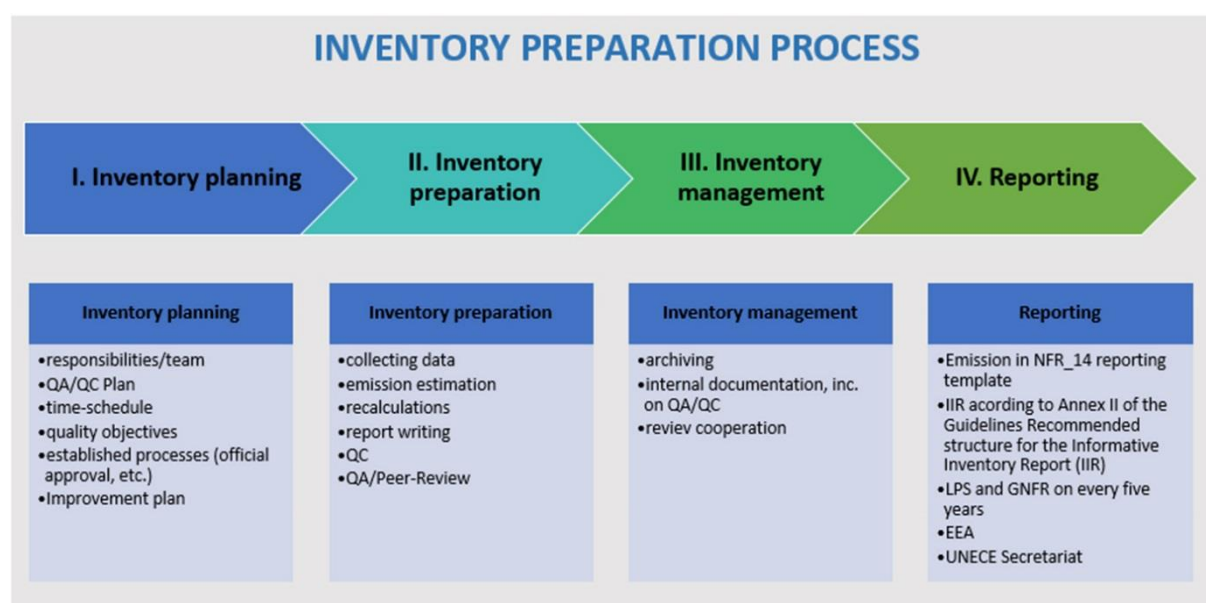 INVENTORY PREPARATION PROCESS
I. Inventory planning
II. Inventory
preparation
III. Inventory
management
IV. Reporting
Inventory planning
•responsibilities/team
•QA/QC Plan
•time-schedule
•quality objectives
•established processes (official
approval, etc.)
•Improvement plan
Inventory preparation
•collecting data
•emission estimation
•recalculations
•report writing
•QC
•QA/Peer-Review
Inventory management
•archiving
•internal documentation, inc.
on QA/QC
•reviev cooperation
Reporting
•Emission in NFR_14 reporting
template
•IIR acording to Annex II of the
Guidelines Recommended
structure for the Informative
Inventory Report (IIR)
•LPS and GNFR on every five
years
•EEA
•UNECE Secretariat